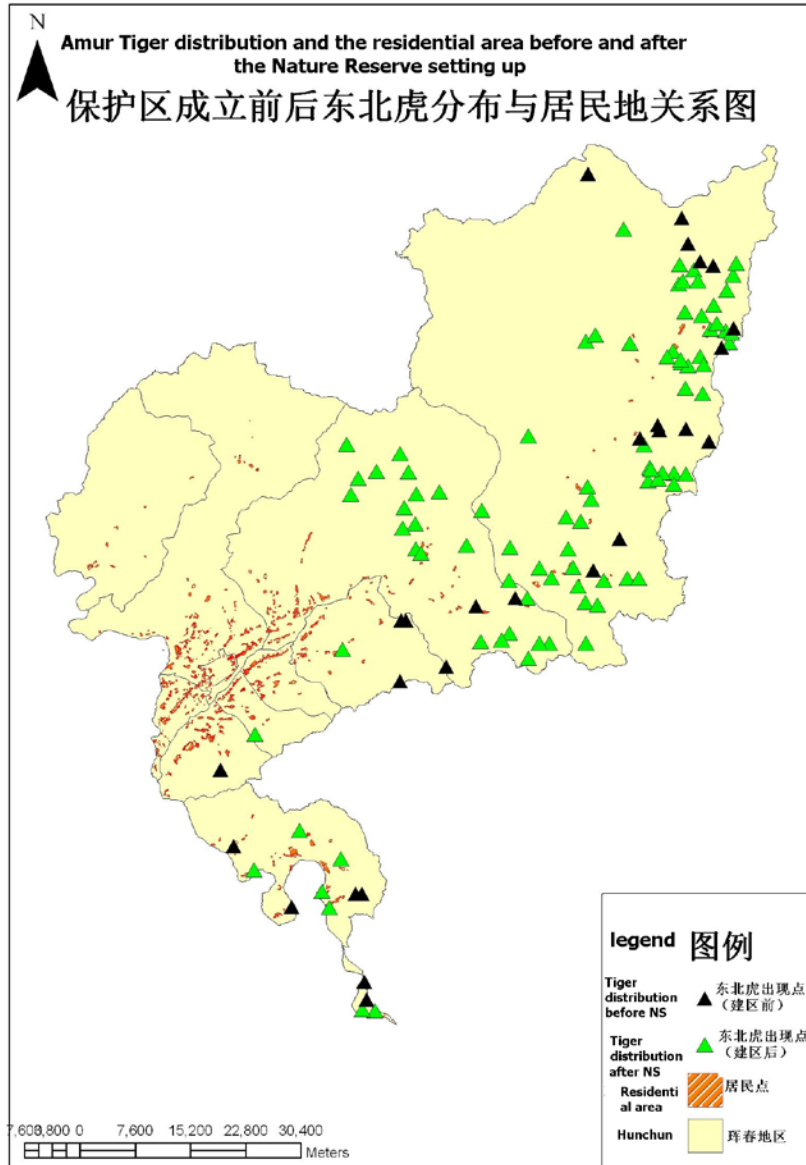 N
Amur Tiger distribution and the residential area before and after
the Nature Reserve setting up
保护区成立前后东北虎分布与居民地关系图
legend 图例
Tiger
distribution
before NS
东北虎出现点
（建区前）
Tiger
distribution
after NS
东北虎出现点
（建区后）
Residenti
al area
居民点
Hunchun
珲春地区
7,6003,800 0 7,600 15,200 22,800 30,400
Meters